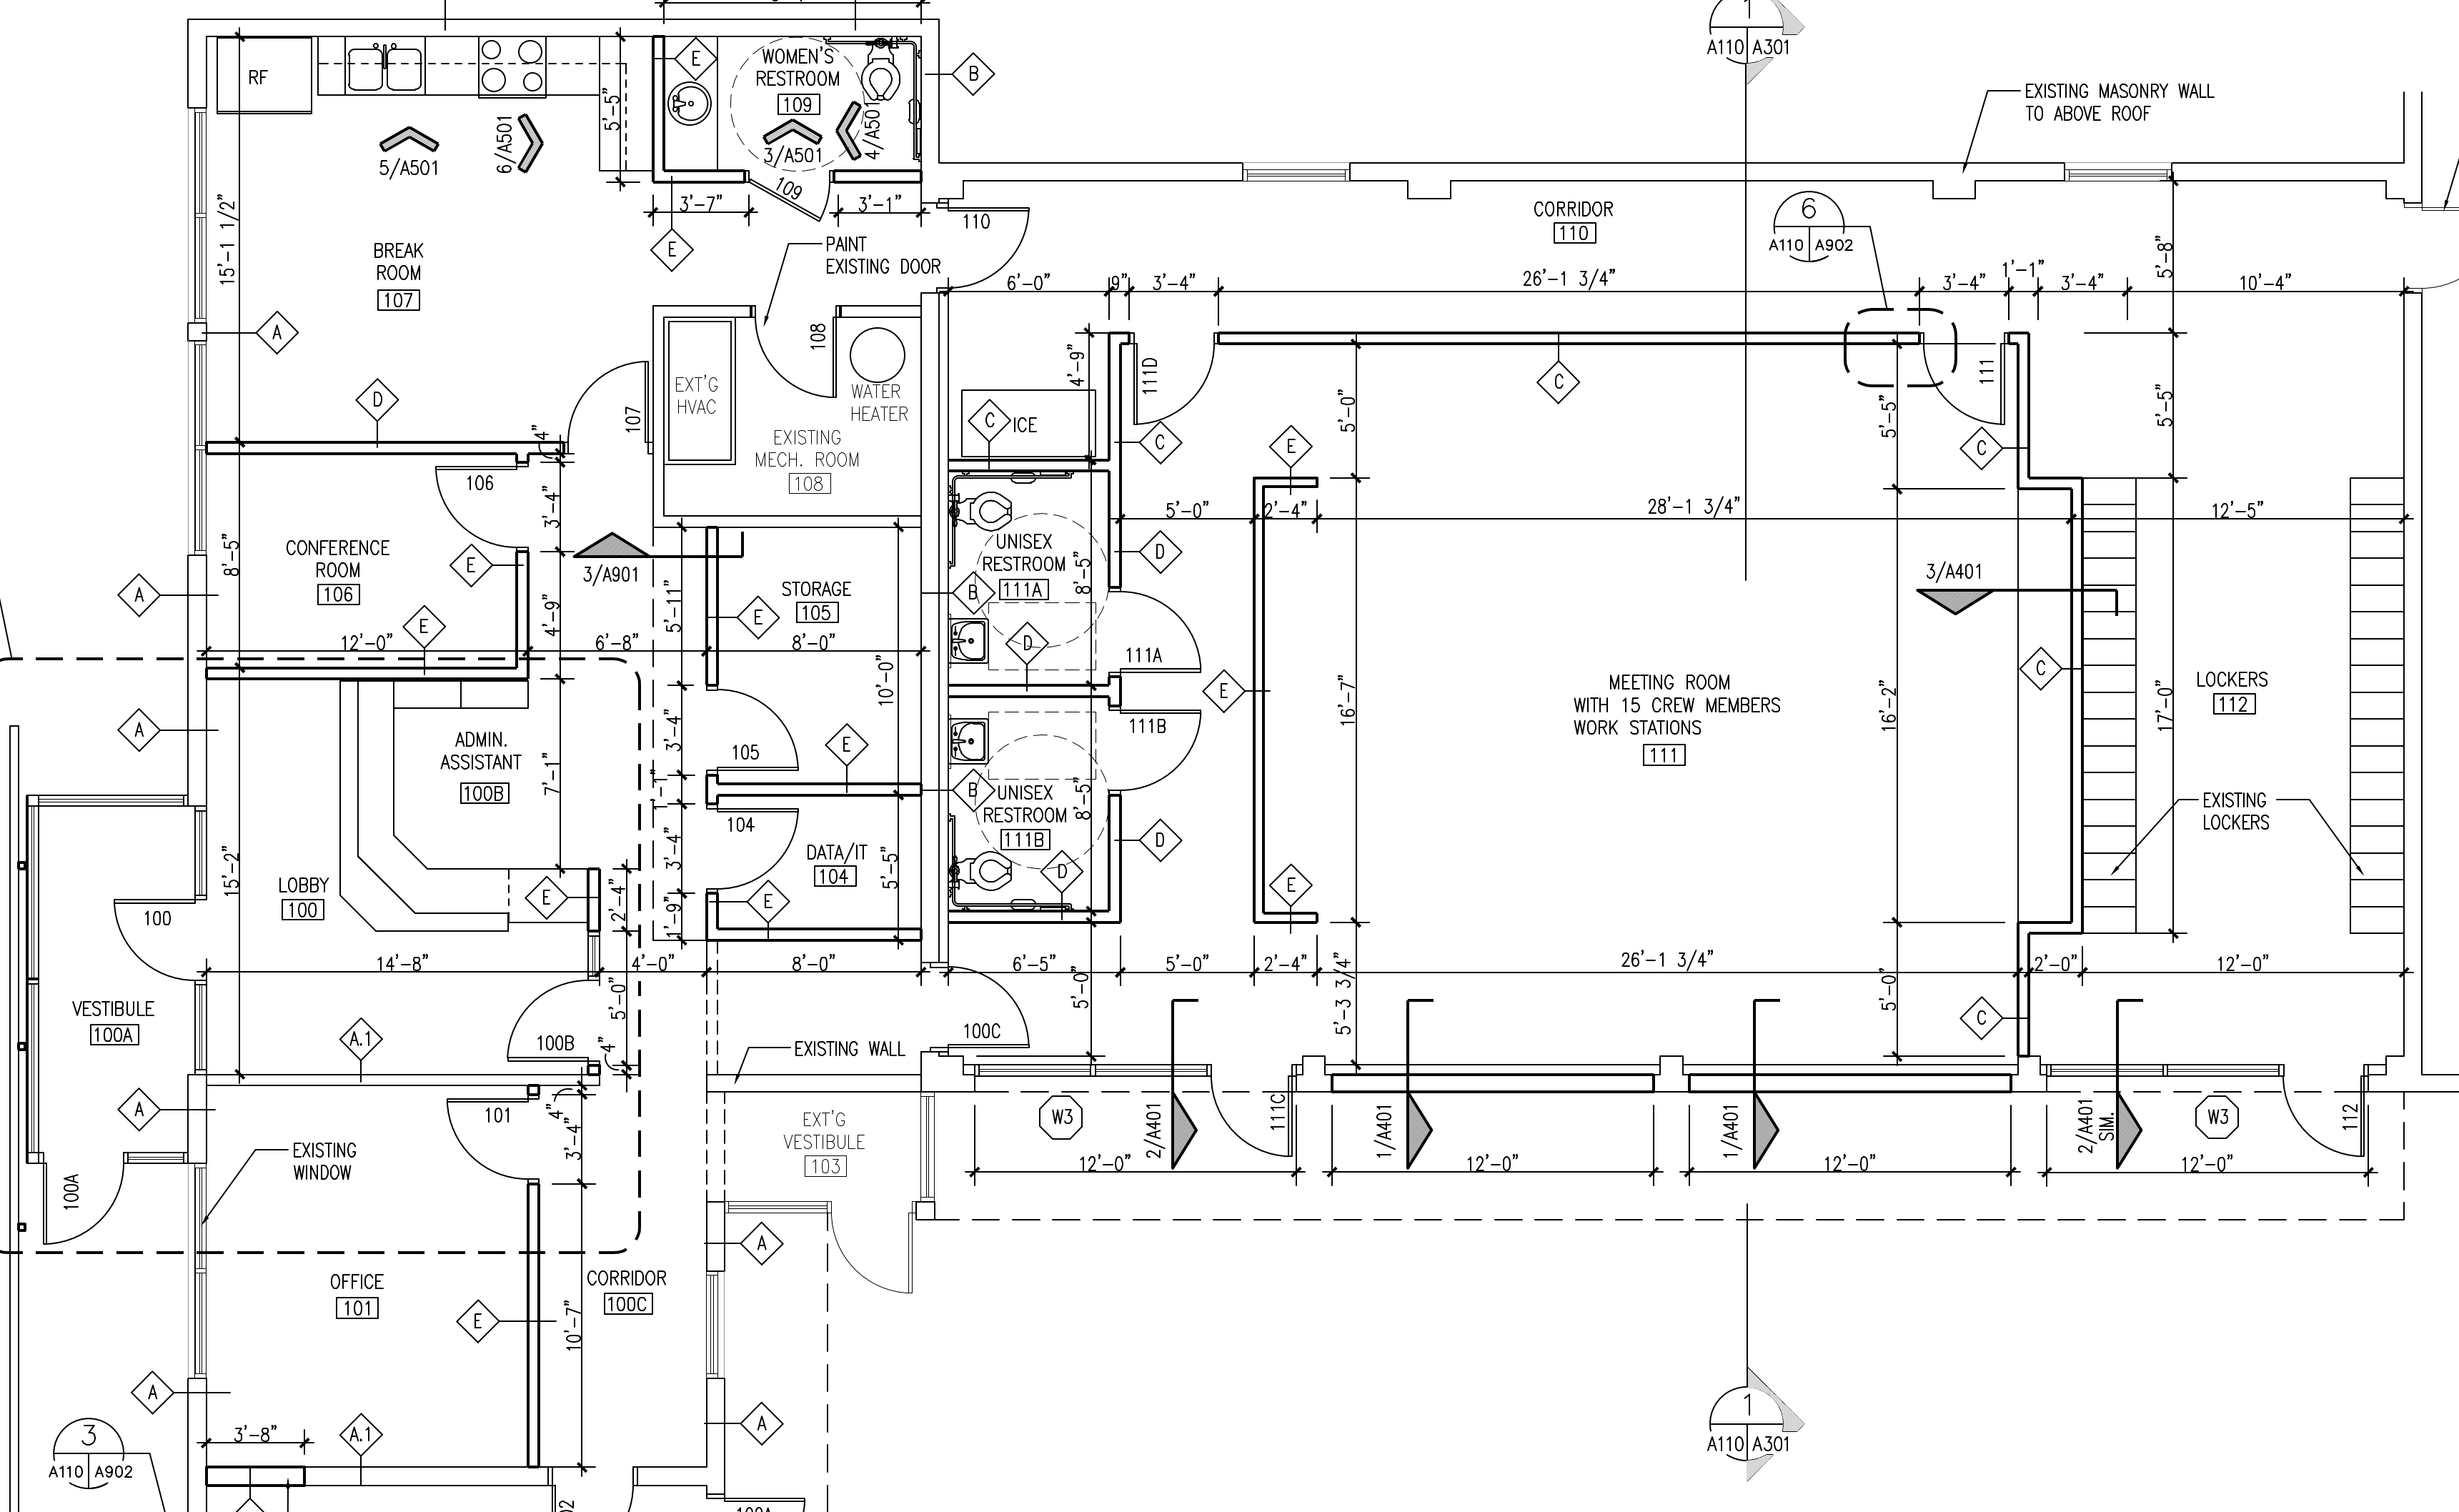 1
A110 A301
RF
E
WOMEN'S
RESTROOM
109
B
EXISTING MASONRY WALL
TO ABOVE ROOF
5'-5"
5/A501
6/A501
3/A501
4/A501
109
3'-7"
3'-1"
110
CORRIDOR
110
6
A110 A902
15'-1 1/2"
BREAK
ROOM
107
E
PAINT
EXISTING DOOR
5'-8"
6'-0"
9"
3'-4"
26'-1 3/4"
3'-4"
1'-1"
3'-4"
10'-4"
A
108
EXT'G
HVAC
WATER
HEATER
4'-9"
111D
C
111
D
107
4"
C
ICE
C
5'-0"
5'-5"
5'-5"
EXISTING
MECH. ROOM
108
E
C
106
3'-4"
5'-0"
2'-4"
28'-1 3/4"
12'-5"
CONFERENCE
ROOM
106
8'-5"
E
3/A901
UNISEX
RESTROOM
111A
D
3/A401
A
STORAGE
105
B
8'-5"
5'-11"
E
4'-9"
E
12'-0"
6'-8"
8'-0"
D
111A
10'-0"
E
16'-7"
MEETING ROOM
WITH 15 CREW MEMBERS
WORK STATIONS
111
16'-2"
C
17'-0"
LOCKERS
112
A
ADMIN.
ASSISTANT
100B
7'-1"
3'-4"
105
E
111B
1'-1"
B
UNISEX
RESTROOM
111B
8'-5"
EXISTING
LOCKERS
104
3'-4"
DATA/IT
104
5'-5"
D
D
LOBBY
100
15'-2"
E
2'-4"
E
1'-9"
E
100
14'-8"
4'-0"
8'-0"
6'-5"
5'-0"
2'-4"
26'-1 3/4"
2'-0"
12'-0"
VESTIBULE
100A
5'-0"
5'-0"
5'-3 3/4"
5'-0"
C
A.1
100B
4"
EXISTING WALL
100C
A
101
4"
3'-4"
EXT'G
VESTIBULE
103
W3
2/A401
111C
1/A401
1/A401
2/A401
SIM.
W3
112
EXISTING
WINDOW
12'-0"
12'-0"
12'-0"
12'-0"
100A
A
OFFICE
101
E
CORRIDOR
100C
10'-7"
A
A
1
A110 A301
3
A110 A902
3'-8"
A.1